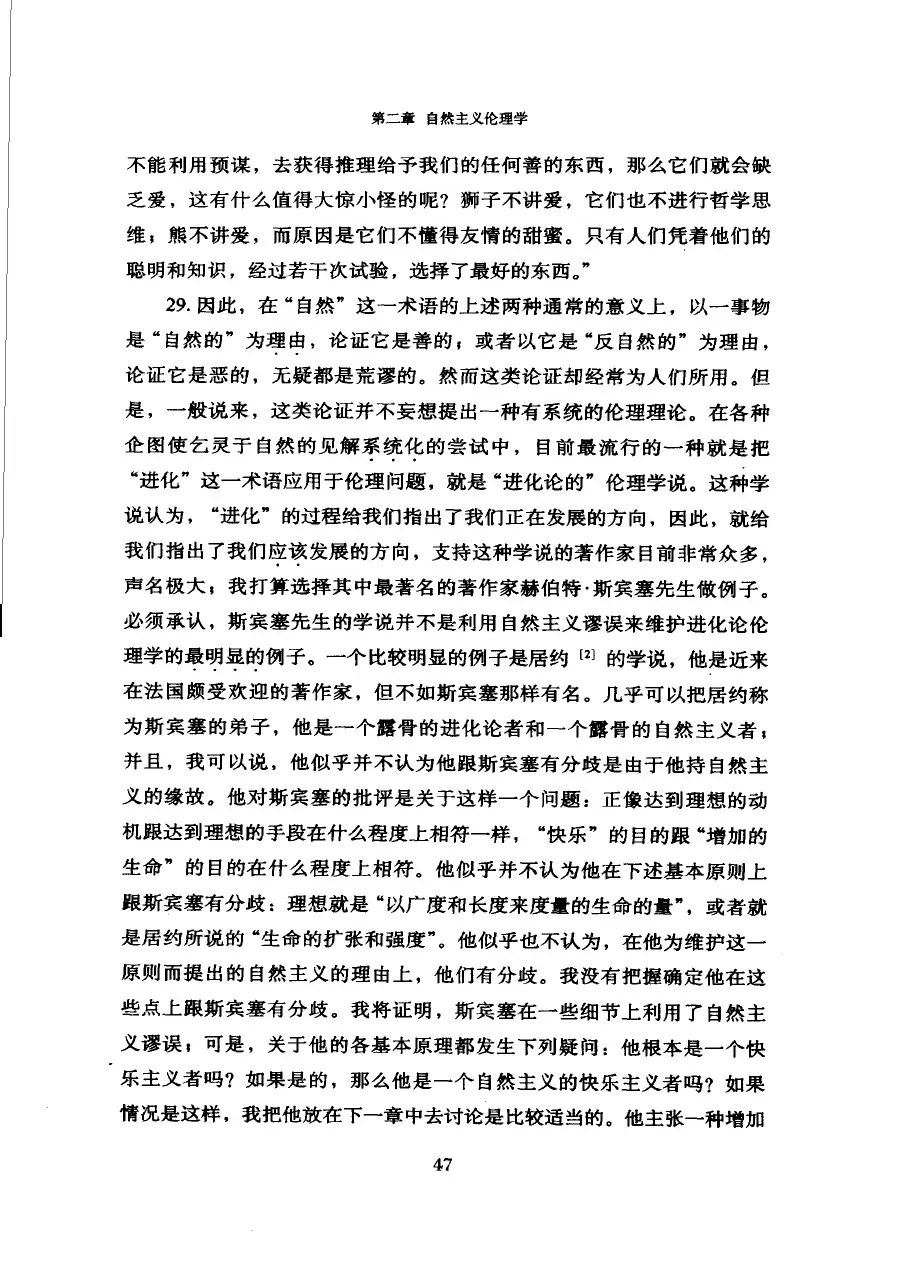 第二章 自然主义伦理学
不能利用预谋，去获得推理给予我们的任何善的东西，那么它们就会缺
乏爱，这有什么值得大惊小怪的呢？狮子不讲爱，它们也不进行哲学思
维；熊不讲爱，而原因是它们不懂得友情的甜蜜。只有人们凭着他们的
聪明和知识，经过若干次试验，选择了最好的东西。”
29. 因此，在“自然”这一术语的上述两种通常的意义上，以一事物
是“自然的”为理由，论证它是善的；或者以它是“反自然的”为理由，
论证它是恶的，无疑都是荒谬的。然而这类论证却经常为人们所用。但
是，一般说来，这类论证并不妄想提出一种有系统的伦理理论。在各种
企图使乞灵于自然的见解系统化的尝试中，目前最流行的一种就是把
“进化”这一术语应用于伦理问题，就是“进化论的”伦理学说。这种学
说认为，“进化”的过程给我们指出了我们正在发展的方向，因此，就给
我们指出了我们应该发展的方向，支持这种学说的著作家目前非常众多，
声名极大；我打算选择其中最著名的著作家赫伯特·斯宾塞先生做例子。
必须承认，斯宾塞先生的学说并不是利用自然主义谬误来维护进化论伦
理学的最明显的例子。一个比较明显的例子是居约〔2〕的学说，他是近来
在法国颇受欢迎的著作家，但不如斯宾塞那样有名。几乎可以把居约称
为斯宾塞的弟子，他是一个露骨的进化论者和一个露骨的自然主义者；
并且，我可以说，他似乎并不认为他跟斯宾塞有分歧是由于他持自然主
义的缘故。他对斯宾塞的批评是关于这样一个问题：正像达到理想的动
机跟达到理想的手段在什么程度上相符一样，“快乐”的目的跟“增加的
生命”的目的在什么程度上相符。他似乎并不认为他在下述基本原则上
跟斯宾塞有分歧：理想就是“以广度和长度来度量的生命的量”，或者就
是居约所说的“生命的扩张和强度”。他似乎也不认为，在他为维护这一
原则而提出的自然主义的理由上，他们有分歧。我没有把握确定他在这
些点上跟斯宾塞有分歧。我将证明，斯宾塞在一些细节上利用了自然主
义谬误；可是，关于他的各基本原理都发生下列疑问：他根本是一个快
乐主义者吗？如果是的，那么他是一个自然主义的快乐主义者吗？如果
情况是这样，我把他放在下一章中去讨论是比较适当的。他主张一种增加
47